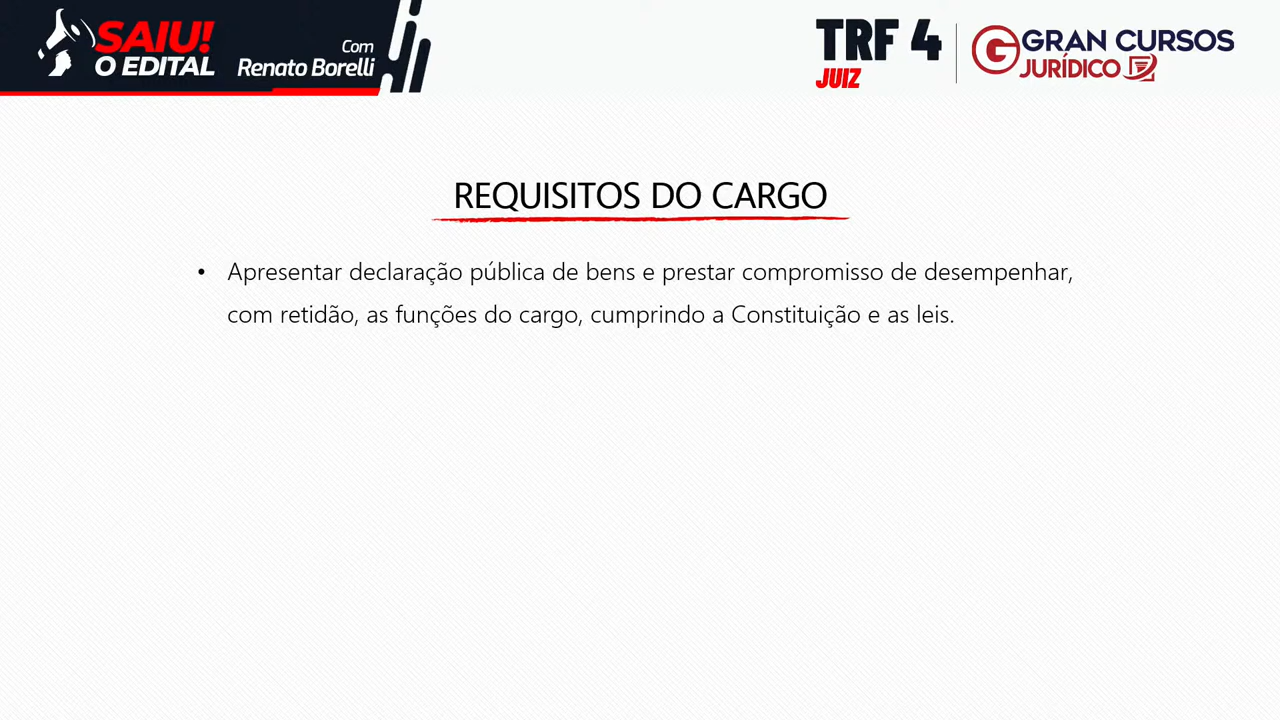 SAIU!
O EDITAL
Com
Renato Borelli
TRF 4
JUIZ
GRAN CURSOS
JURÍDICO
REQUISITOS DO CARGO
• Apresentar declaração pública de bens e prestar compromisso de desempenhar,
com retidão, as funções do cargo, cumprindo a Constituição e as leis.